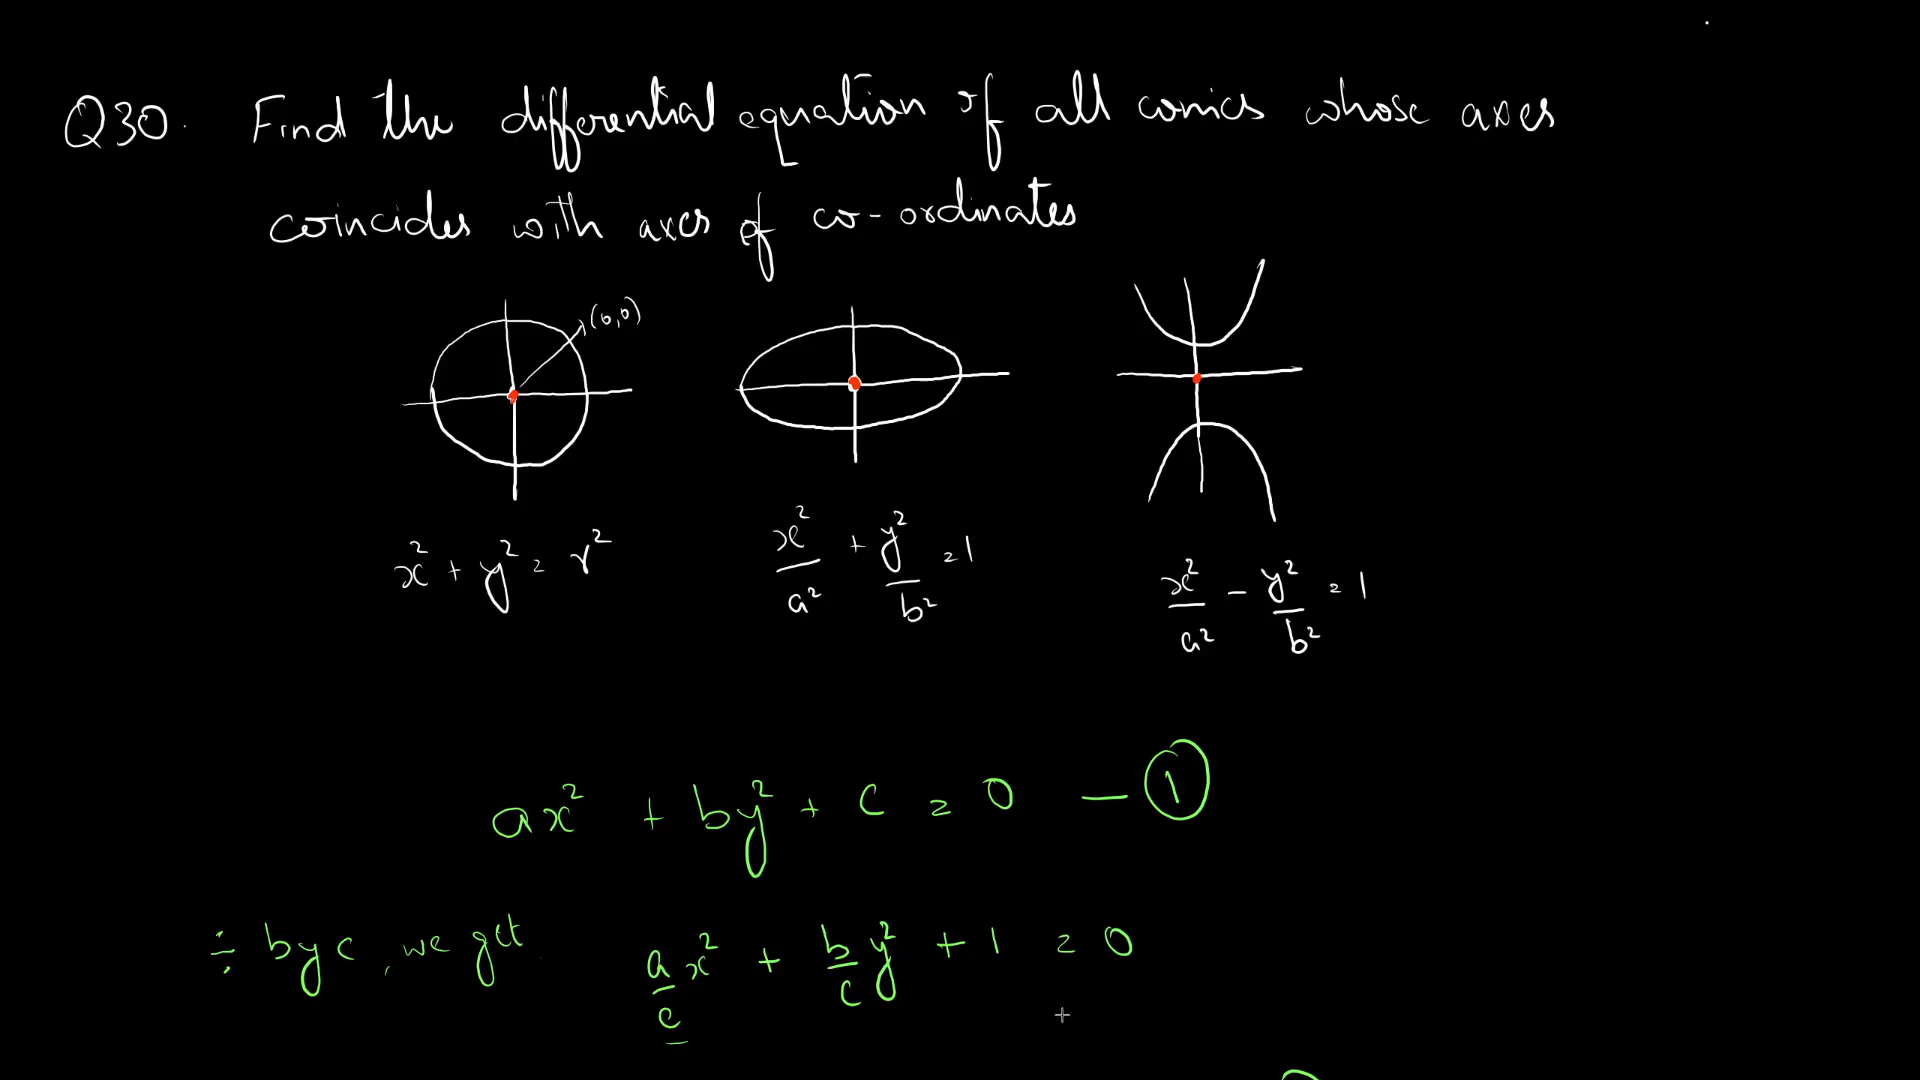 Q30. Find the differential equation of all conics whose axes
coincides with axes of co-ordinates
(0,0)
x² + y² = r²
x²/a² + y²/b² = 1
x²/a² - y²/b² = 1
ax² + by² + c = 0 — ①
÷ by c, we get a/c x² + b/c y² + 1 = 0